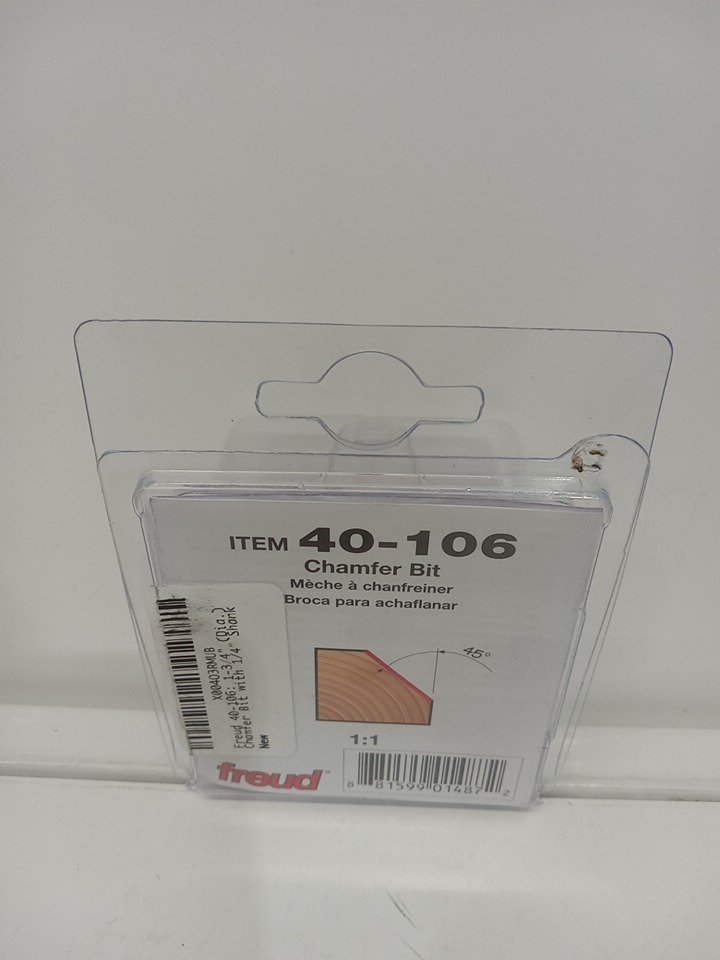 ITEM 40-106
Chamfer Bit
Mèche à chanfreiner
Broca para achaflanar
X00403RMUB
Freud 40-106: 1-3/4" (Dia.)
Chamfer Bit with 1/4" Shank
New
45°
1:1
freud
8 81599 01487 2